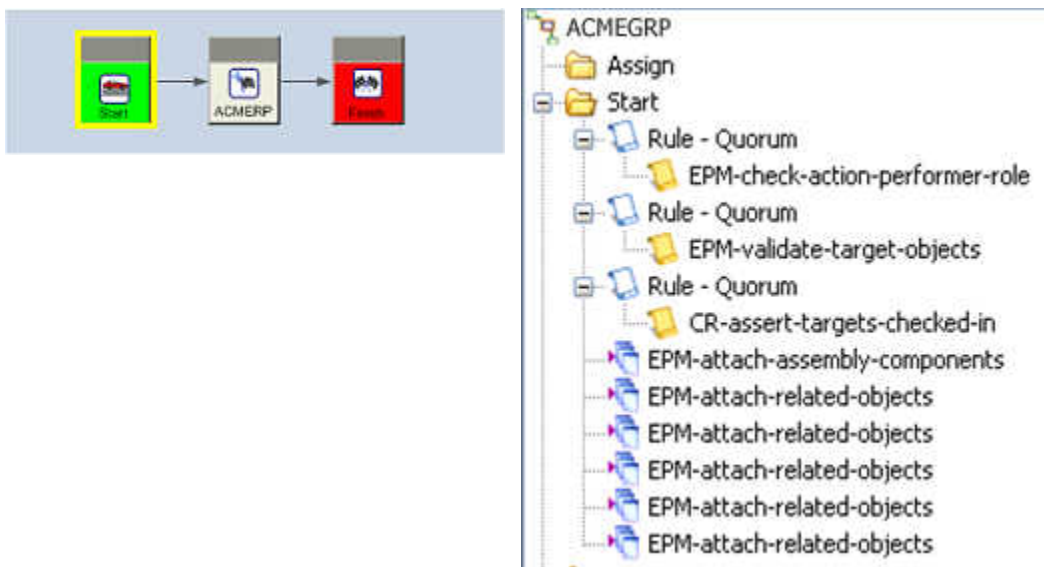 Start
ACMERP
Finish
ACMEGRP
Assign
Start
Rule - Quorum
EPM-check-action-performer-role
Rule - Quorum
EPM-validate-target-objects
Rule - Quorum
CR-assert-targets-checked-in
EPM-attach-assembly-components
EPM-attach-related-objects
EPM-attach-related-objects
EPM-attach-related-objects
EPM-attach-related-objects
EPM-attach-related-objects